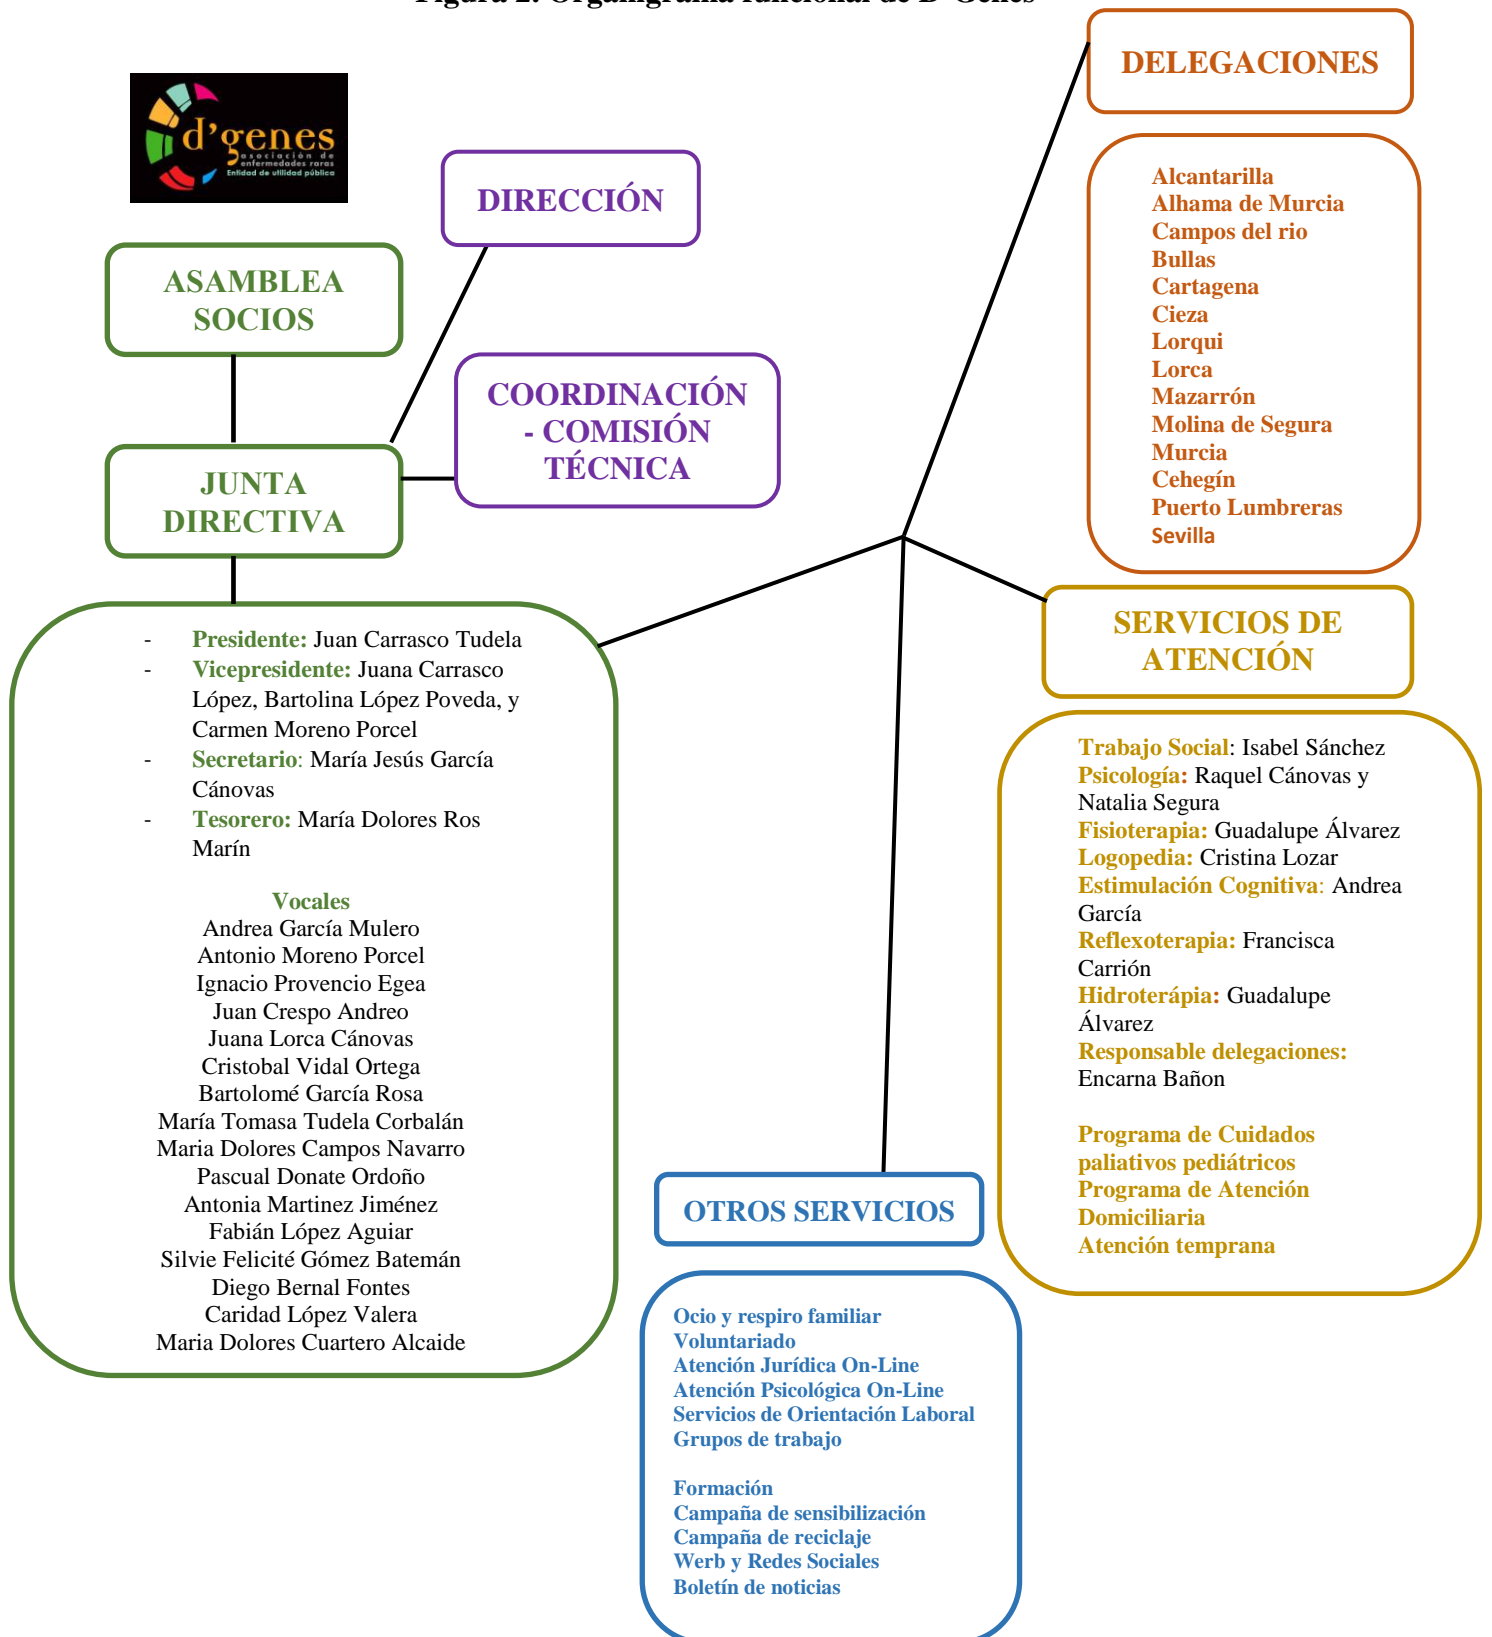 Figura 2: Organigrama funcional de D'Genes
d'genes
asociación de
enfermedades raras
Entidad de utilidad pública
DIRECCIÓN
ASAMBLEA
SOCIOS
COORDINACIÓN
- COMISIÓN
TÉCNICA
JUNTA
DIRECTIVA
- Presidente: Juan Carrasco Tudela
- Vicepresidente: Juana Carrasco
López, Bartolina López Poveda, y
Carmen Moreno Porcel
- Secretario: María Jesús García
Cánovas
- Tesorero: María Dolores Ros
Marín
Vocales
Andrea García Mulero
Antonio Moreno Porcel
Ignacio Provencio Egea
Juan Crespo Andreo
Juana Lorca Cánovas
Cristobal Vidal Ortega
Bartolomé García Rosa
María Tomasa Tudela Corbalán
Maria Dolores Campos Navarro
Pascual Donate Ordoño
Antonia Martinez Jiménez
Fabián López Aguiar
Silvie Felicité Gómez Batemán
Diego Bernal Fontes
Caridad López Valera
Maria Dolores Cuartero Alcaide
DELEGACIONES
Alcantarilla
Alhama de Murcia
Campos del rio
Bullas
Cartagena
Cieza
Lorqui
Lorca
Mazarrón
Molina de Segura
Murcia
Cehegín
Puerto Lumbreras
Sevilla
SERVICIOS DE
ATENCIÓN
Trabajo Social: Isabel Sánchez
Psicología: Raquel Cánovas y
Natalia Segura
Fisioterapia: Guadalupe Álvarez
Logopedia: Cristina Lozar
Estimulación Cognitiva: Andrea
García
Reflexoterapia: Francisca
Carrión
Hidroterápia: Guadalupe
Álvarez
Responsable delegaciones:
Encarna Bañon
Programa de Cuidados
paliativos pediátricos
Programa de Atención
Domiciliaria
Atención temprana
OTROS SERVICIOS
Ocio y respiro familiar
Voluntariado
Atención Jurídica On-Line
Atención Psicológica On-Line
Servicios de Orientación Laboral
Grupos de trabajo
Formación
Campaña de sensibilización
Campaña de reciclaje
Werb y Redes Sociales
Boletín de noticias